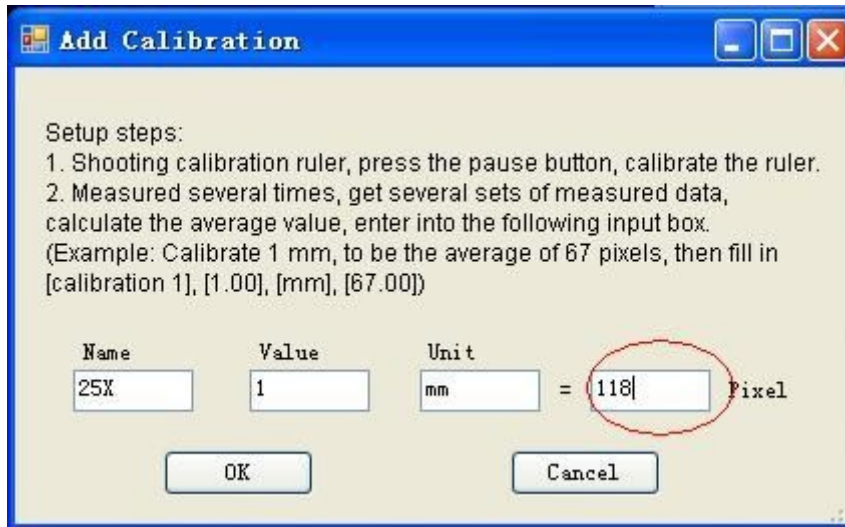 Add Calibration
Setup steps:
1. Shooting calibration ruler, press the pause button, calibrate the ruler.
2. Measured several times, get several sets of measured data,
calculate the average value, enter into the following input box.
(Example: Calibrate 1 mm, to be the average of 67 pixels, then fill in
[calibration 1], [1.00], [mm], [67.00])
Name Value Unit
25X 1 mm = 118 Pixel
OK Cancel